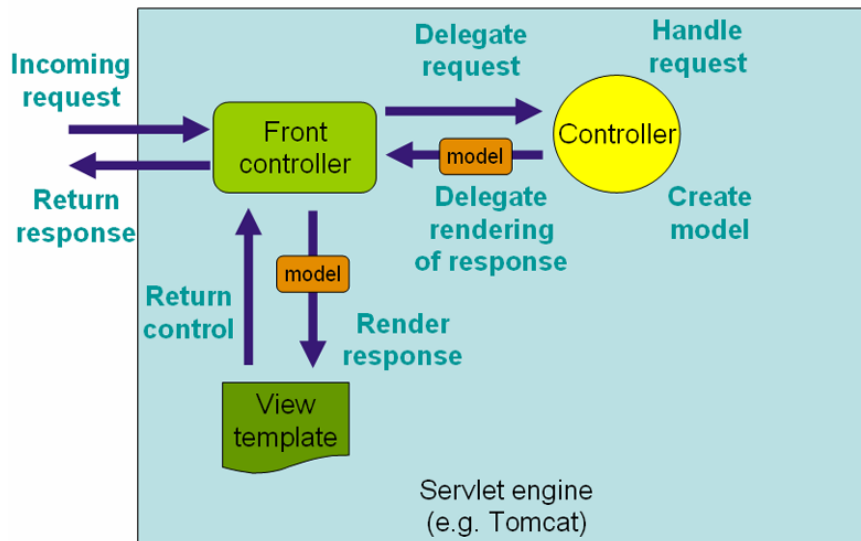 Incoming
request
Return
response
Front
controller
Delegate
request
Handle
request
Controller
model
Delegate
rendering
of response
Create
model
model
Return
control
Render
response
View
template
Servlet engine
(e.g. Tomcat)